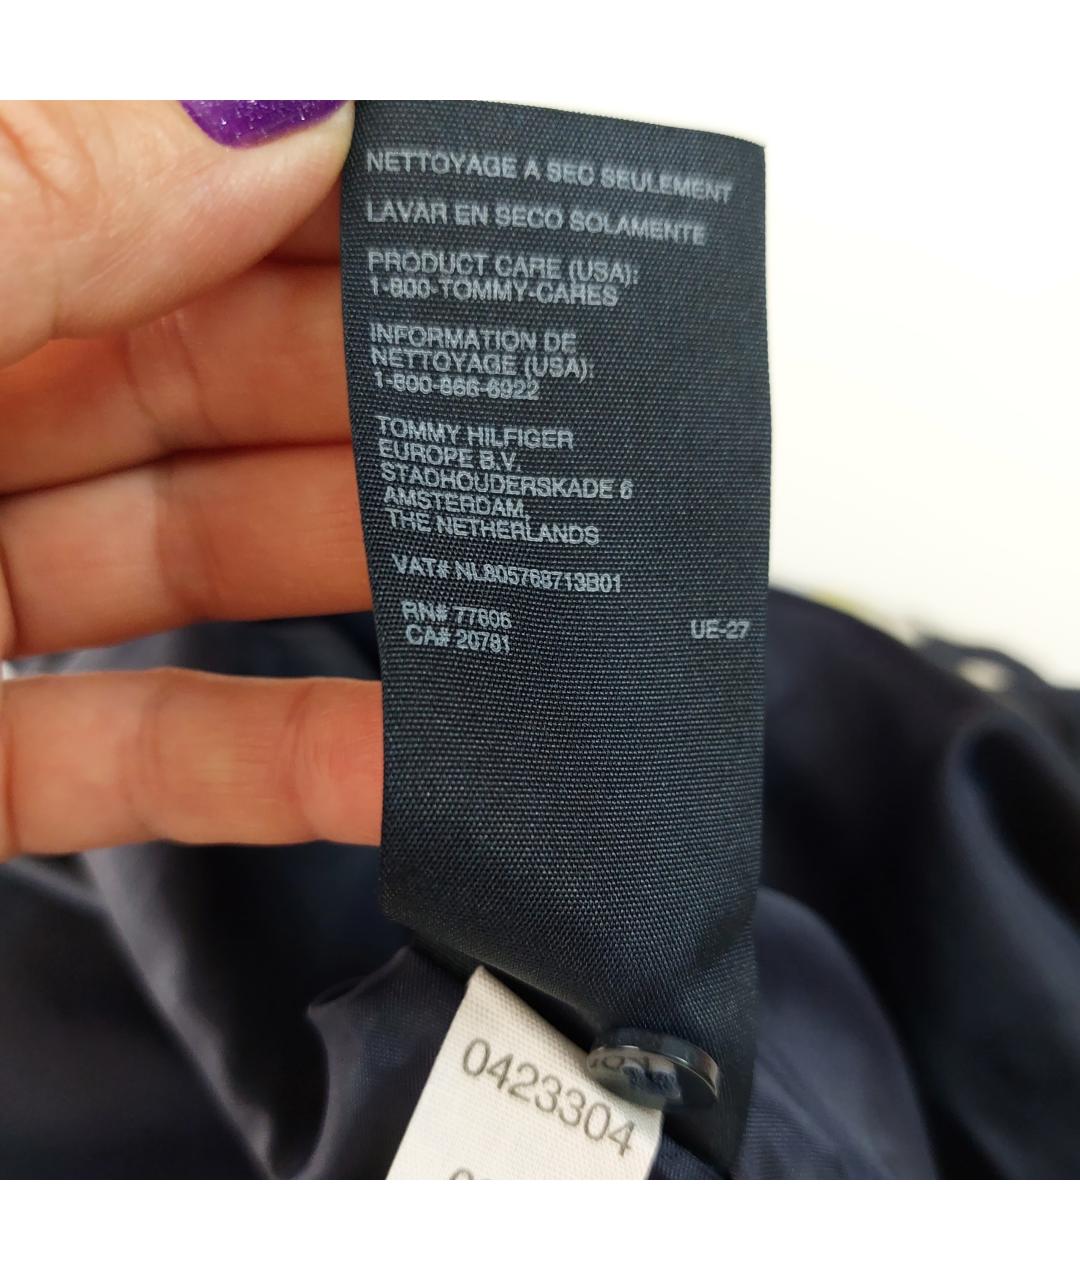 NETTOYAGE A SEC SEULEMENT
LAVAR EN SECO SOLAMENTE
PRODUCT CARE (USA):
1-800-TOMMY-CARES
INFORMATION DE
NETTOYAGE (USA):
1-800-866-6922
TOMMY HILFIGER
EUROPE B.V.
STADHOUDERSKADE 6
AMSTERDAM,
THE NETHERLANDS
VAT# NL805768713B01
RN# 77806
CA# 20781
UE-27
0423304